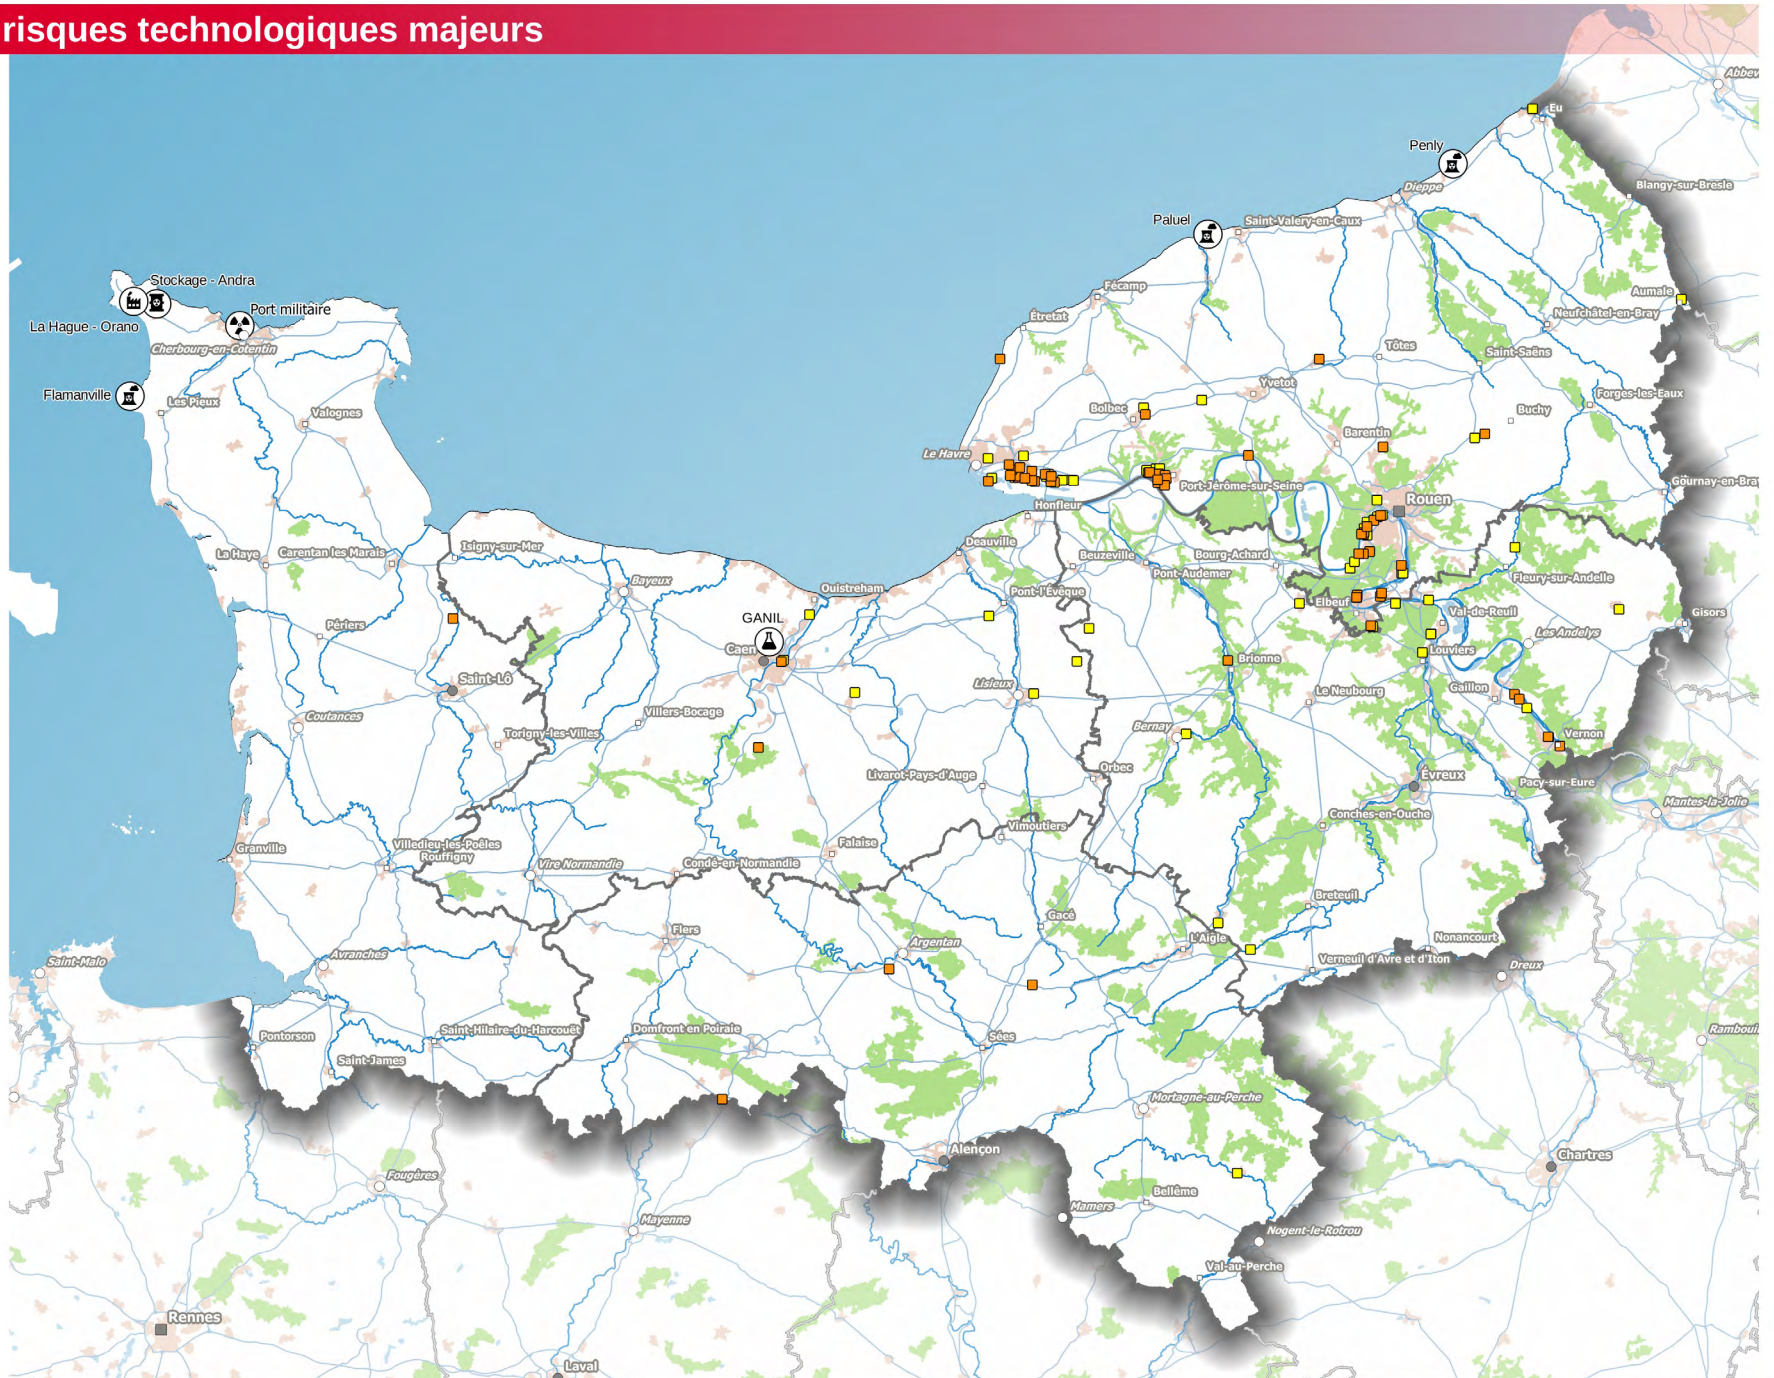 risques technologiques majeurs
Abbev
Eu
Penly
Dieppe
Blangy-sur-Bresle
Paluel
Saint-Valery-en-Caux
Stockage - Andra
Fécamp
Aumale
Port militaire
La Hague - Orano
Étretat
Neufchâtel-en-Bray
Cherbourg-en-Cotentin
Tôtes
Saint-Saëns
Flamanville
Les Pieux
Valognes
Yvetot
Bolbec
Forges-les-Eaux
Buchy
Barentin
Le Havre
Gournay-en-Bray
Port-Jérôme-sur-Seine
Rouen
Honfleur
Deauville
Isigny-sur-Mer
La Haye
Carentan les Marais
Beuzeville
Bourg-Achard
Pont-Audemer
Fleury-sur-Andelle
Bayeux
Ouistreham
Pont-l'Évêque
Elbeuf
Val-de-Reuil
Gisors
Périers
GANIL
Caen
Les Andelys
Louviers
Brionne
Saint-Lô
Lisieux
Le Neubourg
Gaillon
Coutances
Villers-Bocage
Torigny-les-Villes
Bernay
Vernon
Livarot-Pays-d'Auge
Orbec
Évreux
Pacy-sur-Eure
Mantes-la-Jolie
Conches-en-Ouche
Vimoutiers
Granville
Villedieu-les-Poêles
Rouffigny
Falaise
Vire Normandie
Condé-en-Normandie
Breteuil
Gacé
Flers
Argentan
L'Aigle
Nonancourt
Avranches
Saint-Malo
Verneuil d'Avre et d'Iton
Dreux
Pontorson
Saint-Hilaire-du-Harcouët
Domfront en Poiraie
Sées
Rambouil
Saint-James
Mortagne-au-Perche
Alençon
Chartres
Fougères
Bellême
Mamers
Mayenne
Nogent-le-Rotrou
Val-au-Perche
Rennes
Laval